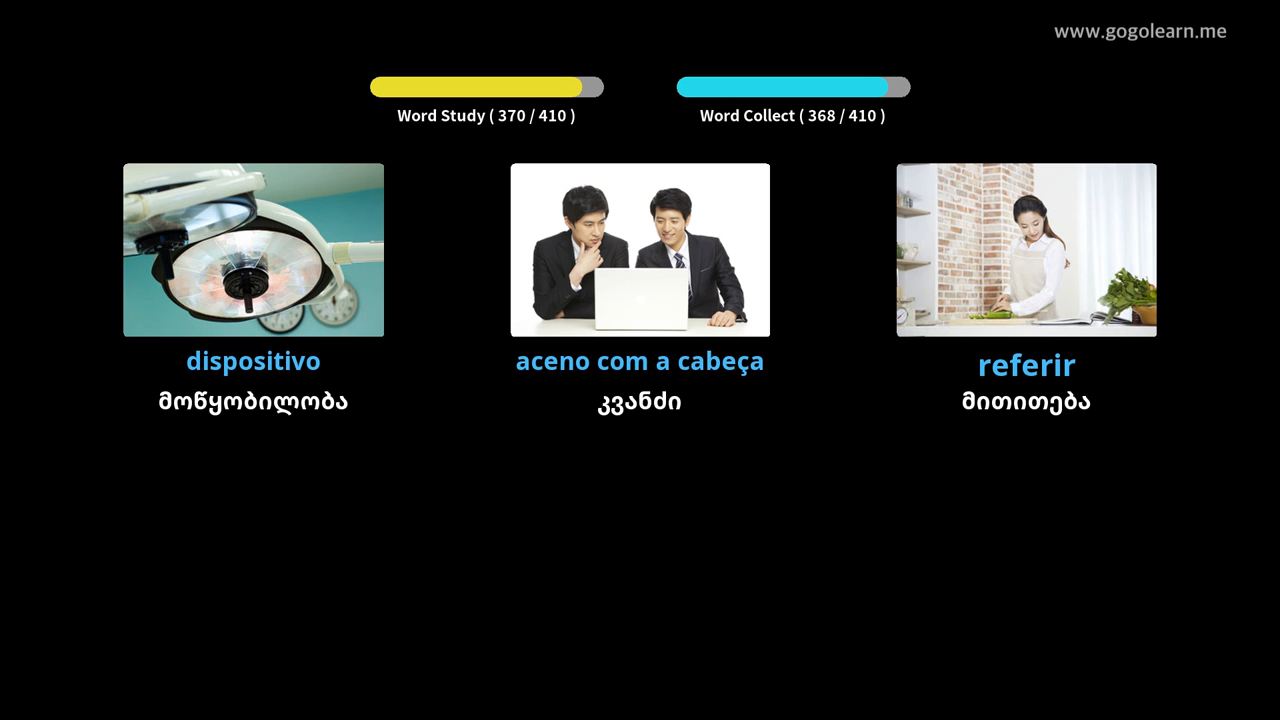 www.gogolearn.me
Word Study ( 370 / 410 )
Word Collect ( 368 / 410 )
dispositivo
მოწყობილობა
aceno com a cabeça
კვანძი
referir
მითითება